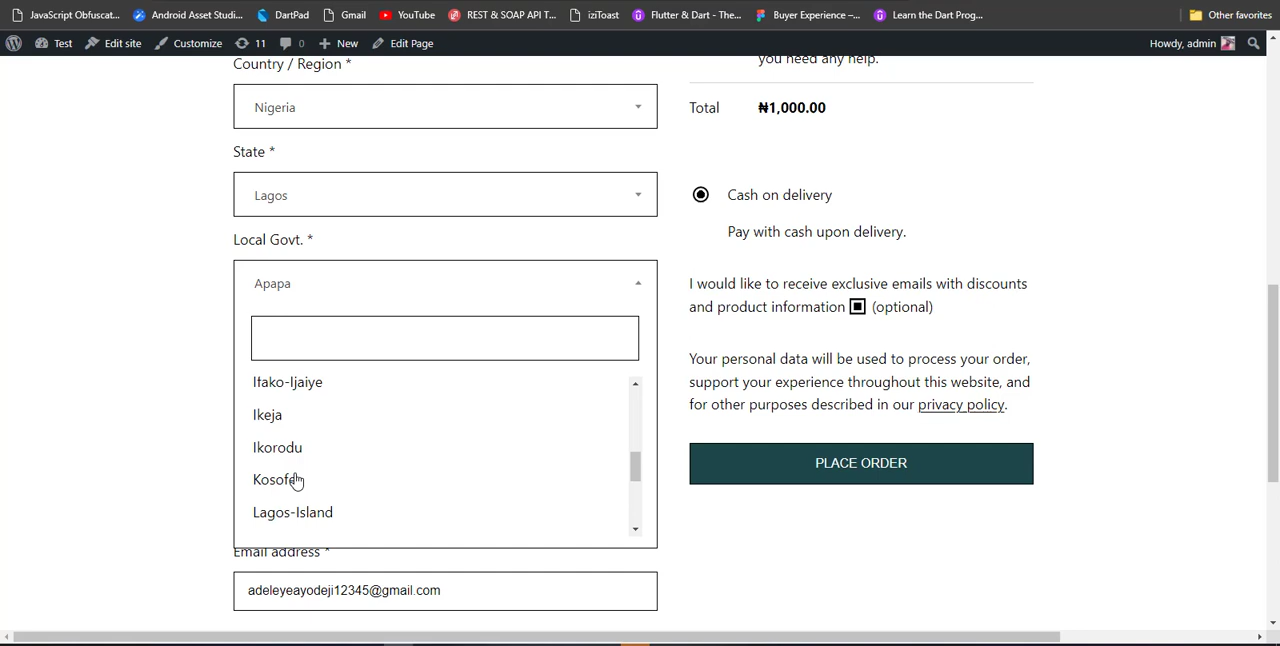 JavaScript Obfuscat...
Android Asset Studi...
DartPad
Gmail
YouTube
REST & SOAP API T...
iziToast
Flutter & Dart - The...
Buyer Experience –...
Learn the Dart Prog...
Other favorites
Test
Edit site
Customize
11
0
New
Edit Page
Howdy, admin
Country / Region *
Nigeria
State *
Lagos
Local Govt. *
Apapa
Ifako-Ijaiye
Ikeja
Ikorodu
Kosofe
Lagos-Island
Email address *
adeleyeayodeji12345@gmail.com
you need any help.
Total ₦1,000.00
Cash on delivery
Pay with cash upon delivery.
I would like to receive exclusive emails with discounts
and product information (optional)
Your personal data will be used to process your order,
support your experience throughout this website, and
for other purposes described in our privacy policy.
PLACE ORDER